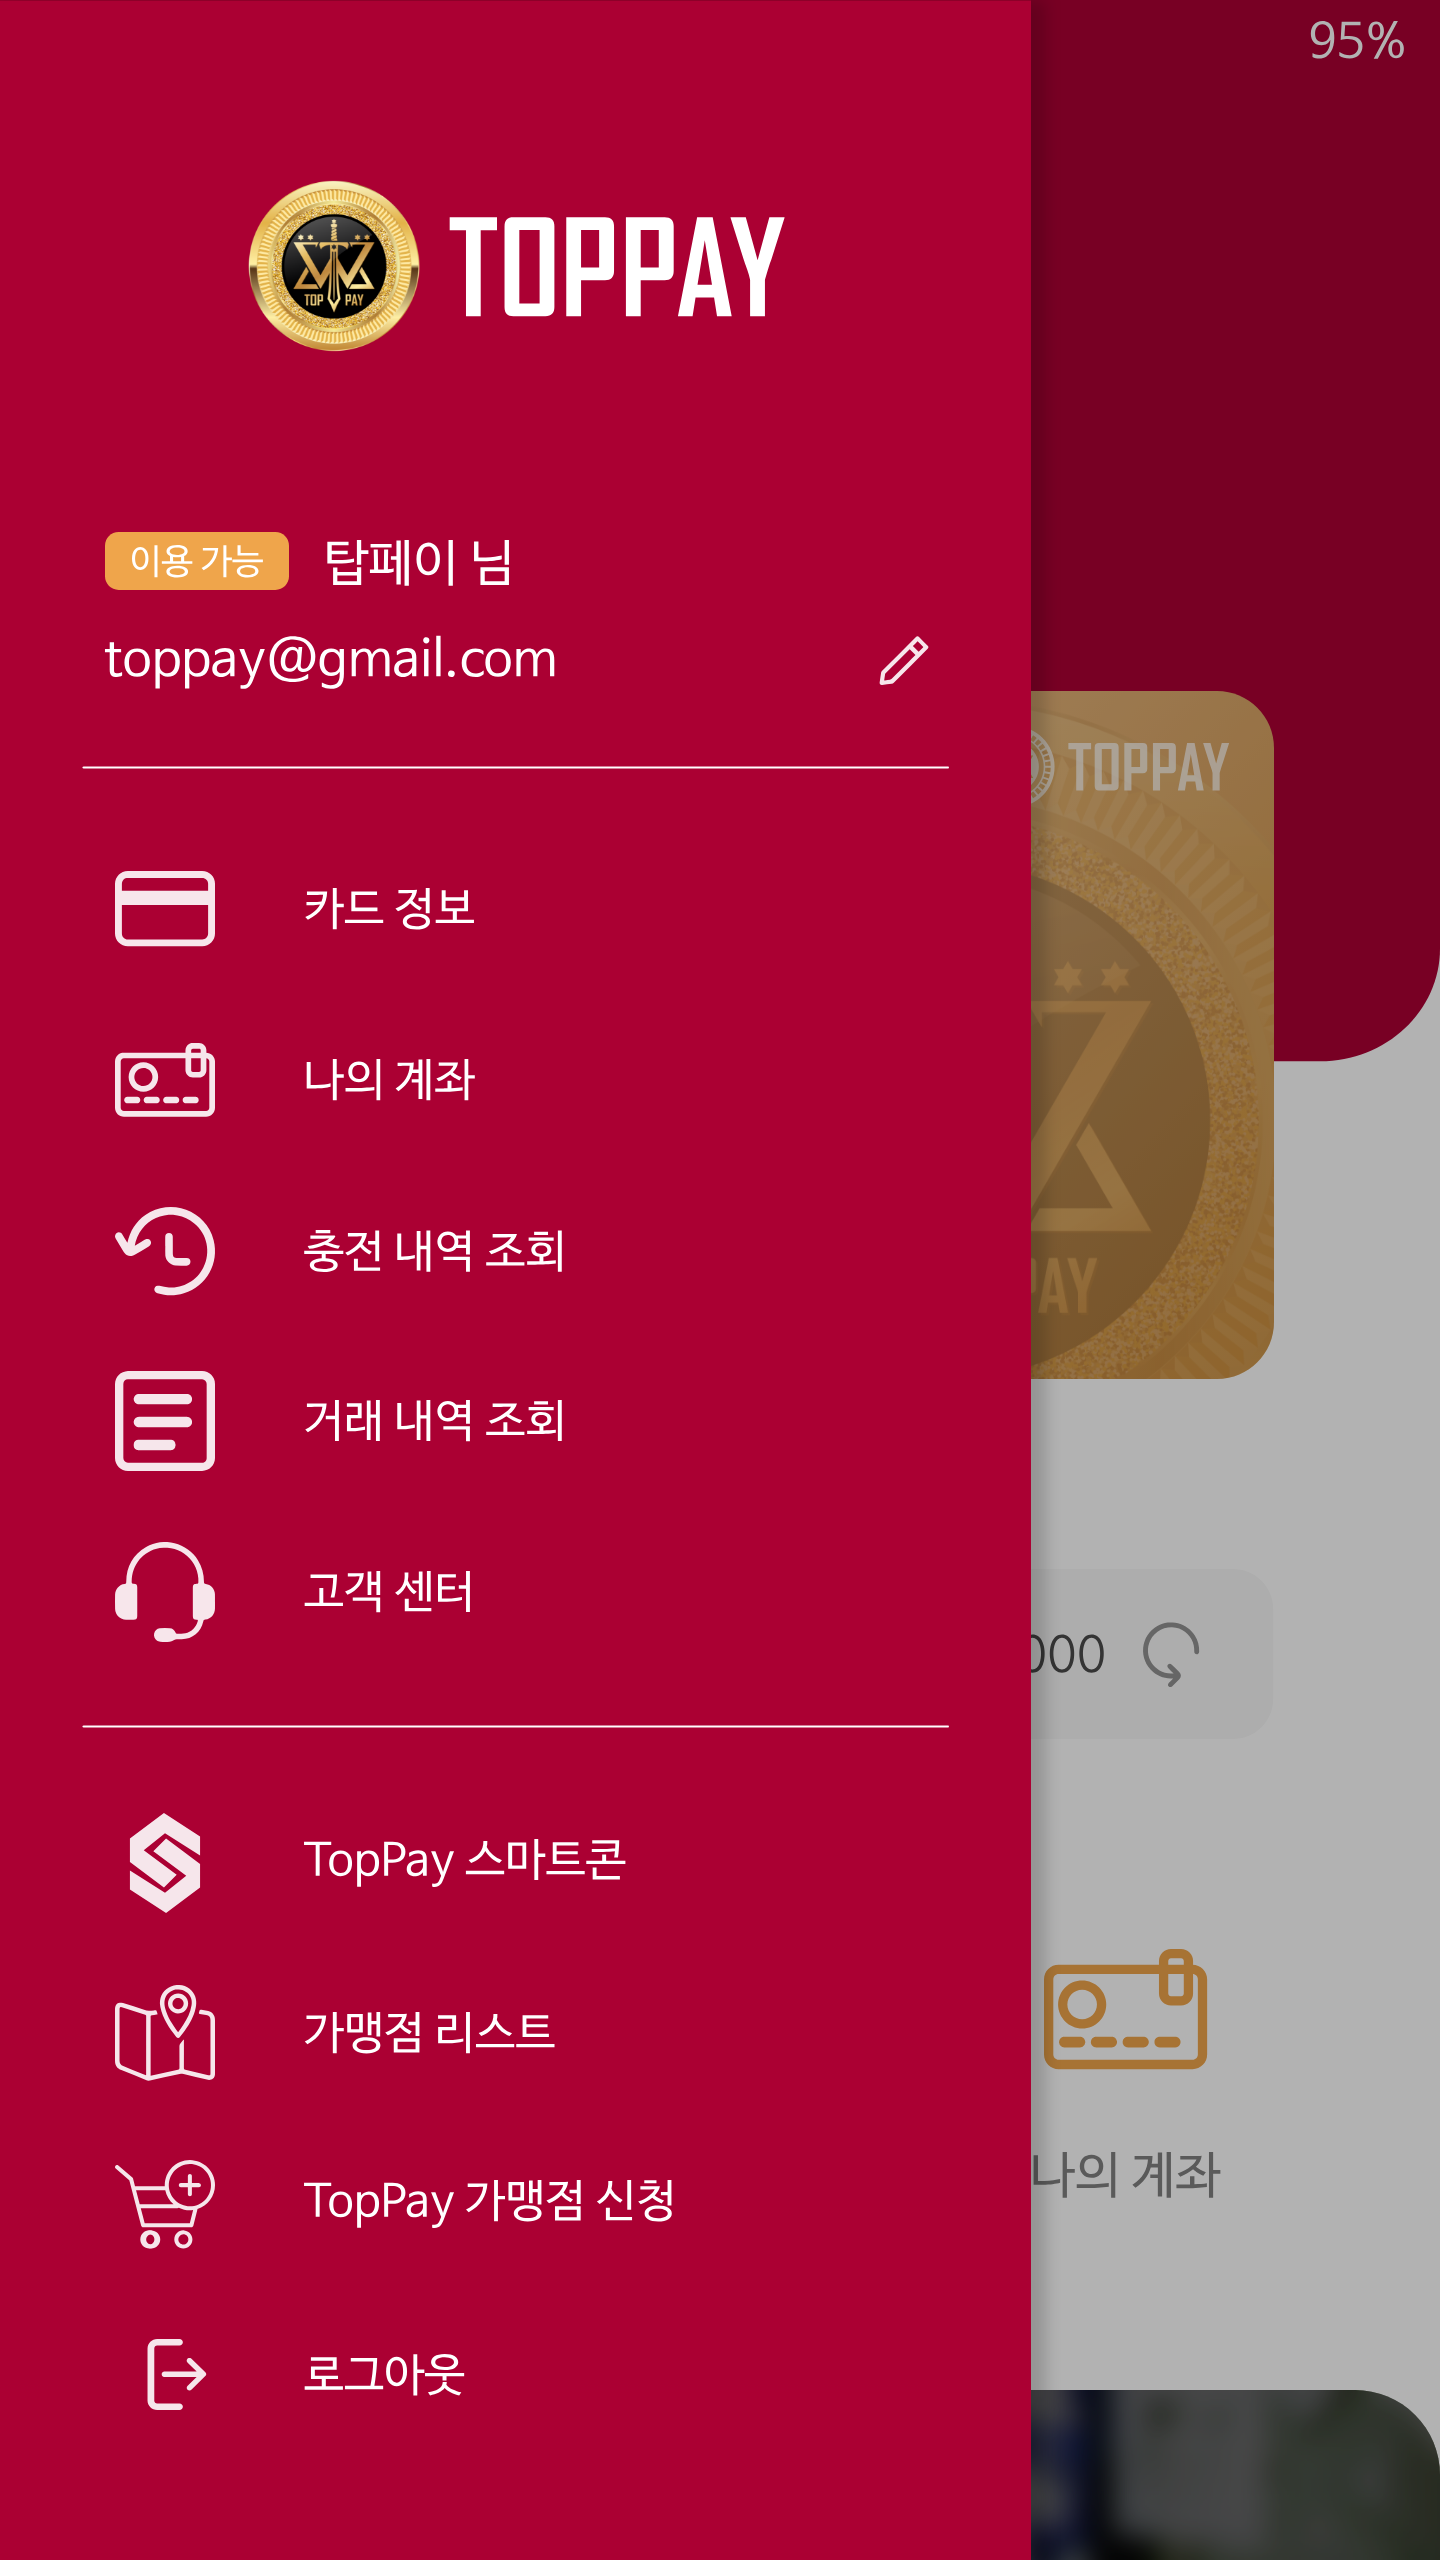 95%
TOP PAY
TOPPAY
이용 가능 탑페이 님
toppay@gmail.com
TOPPAY
카드 정보
나의 계좌
PAY
충전 내역 조회
거래 내역 조회
고객 센터
000
TopPay 스마트콘
가맹점 리스트
나의 계좌
TopPay 가맹점 신청
로그아웃